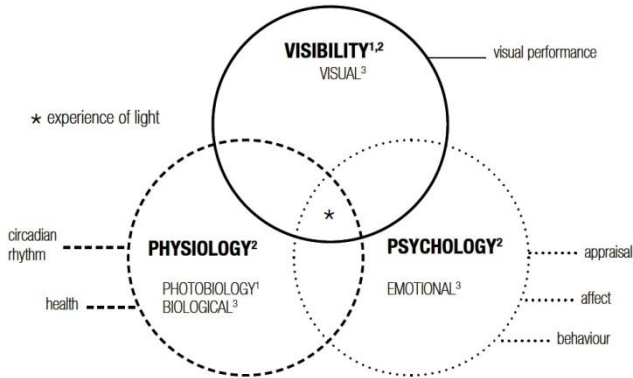 VISIBILITY¹,²
VISUAL³
visual performance
* experience of light
*
circadian
rhythm
PHYSIOLOGY²
PHOTOBIOLOGY¹
BIOLOGICAL³
health
PSYCHOLOGY²
EMOTIONAL³
appraisal
affect
behaviour